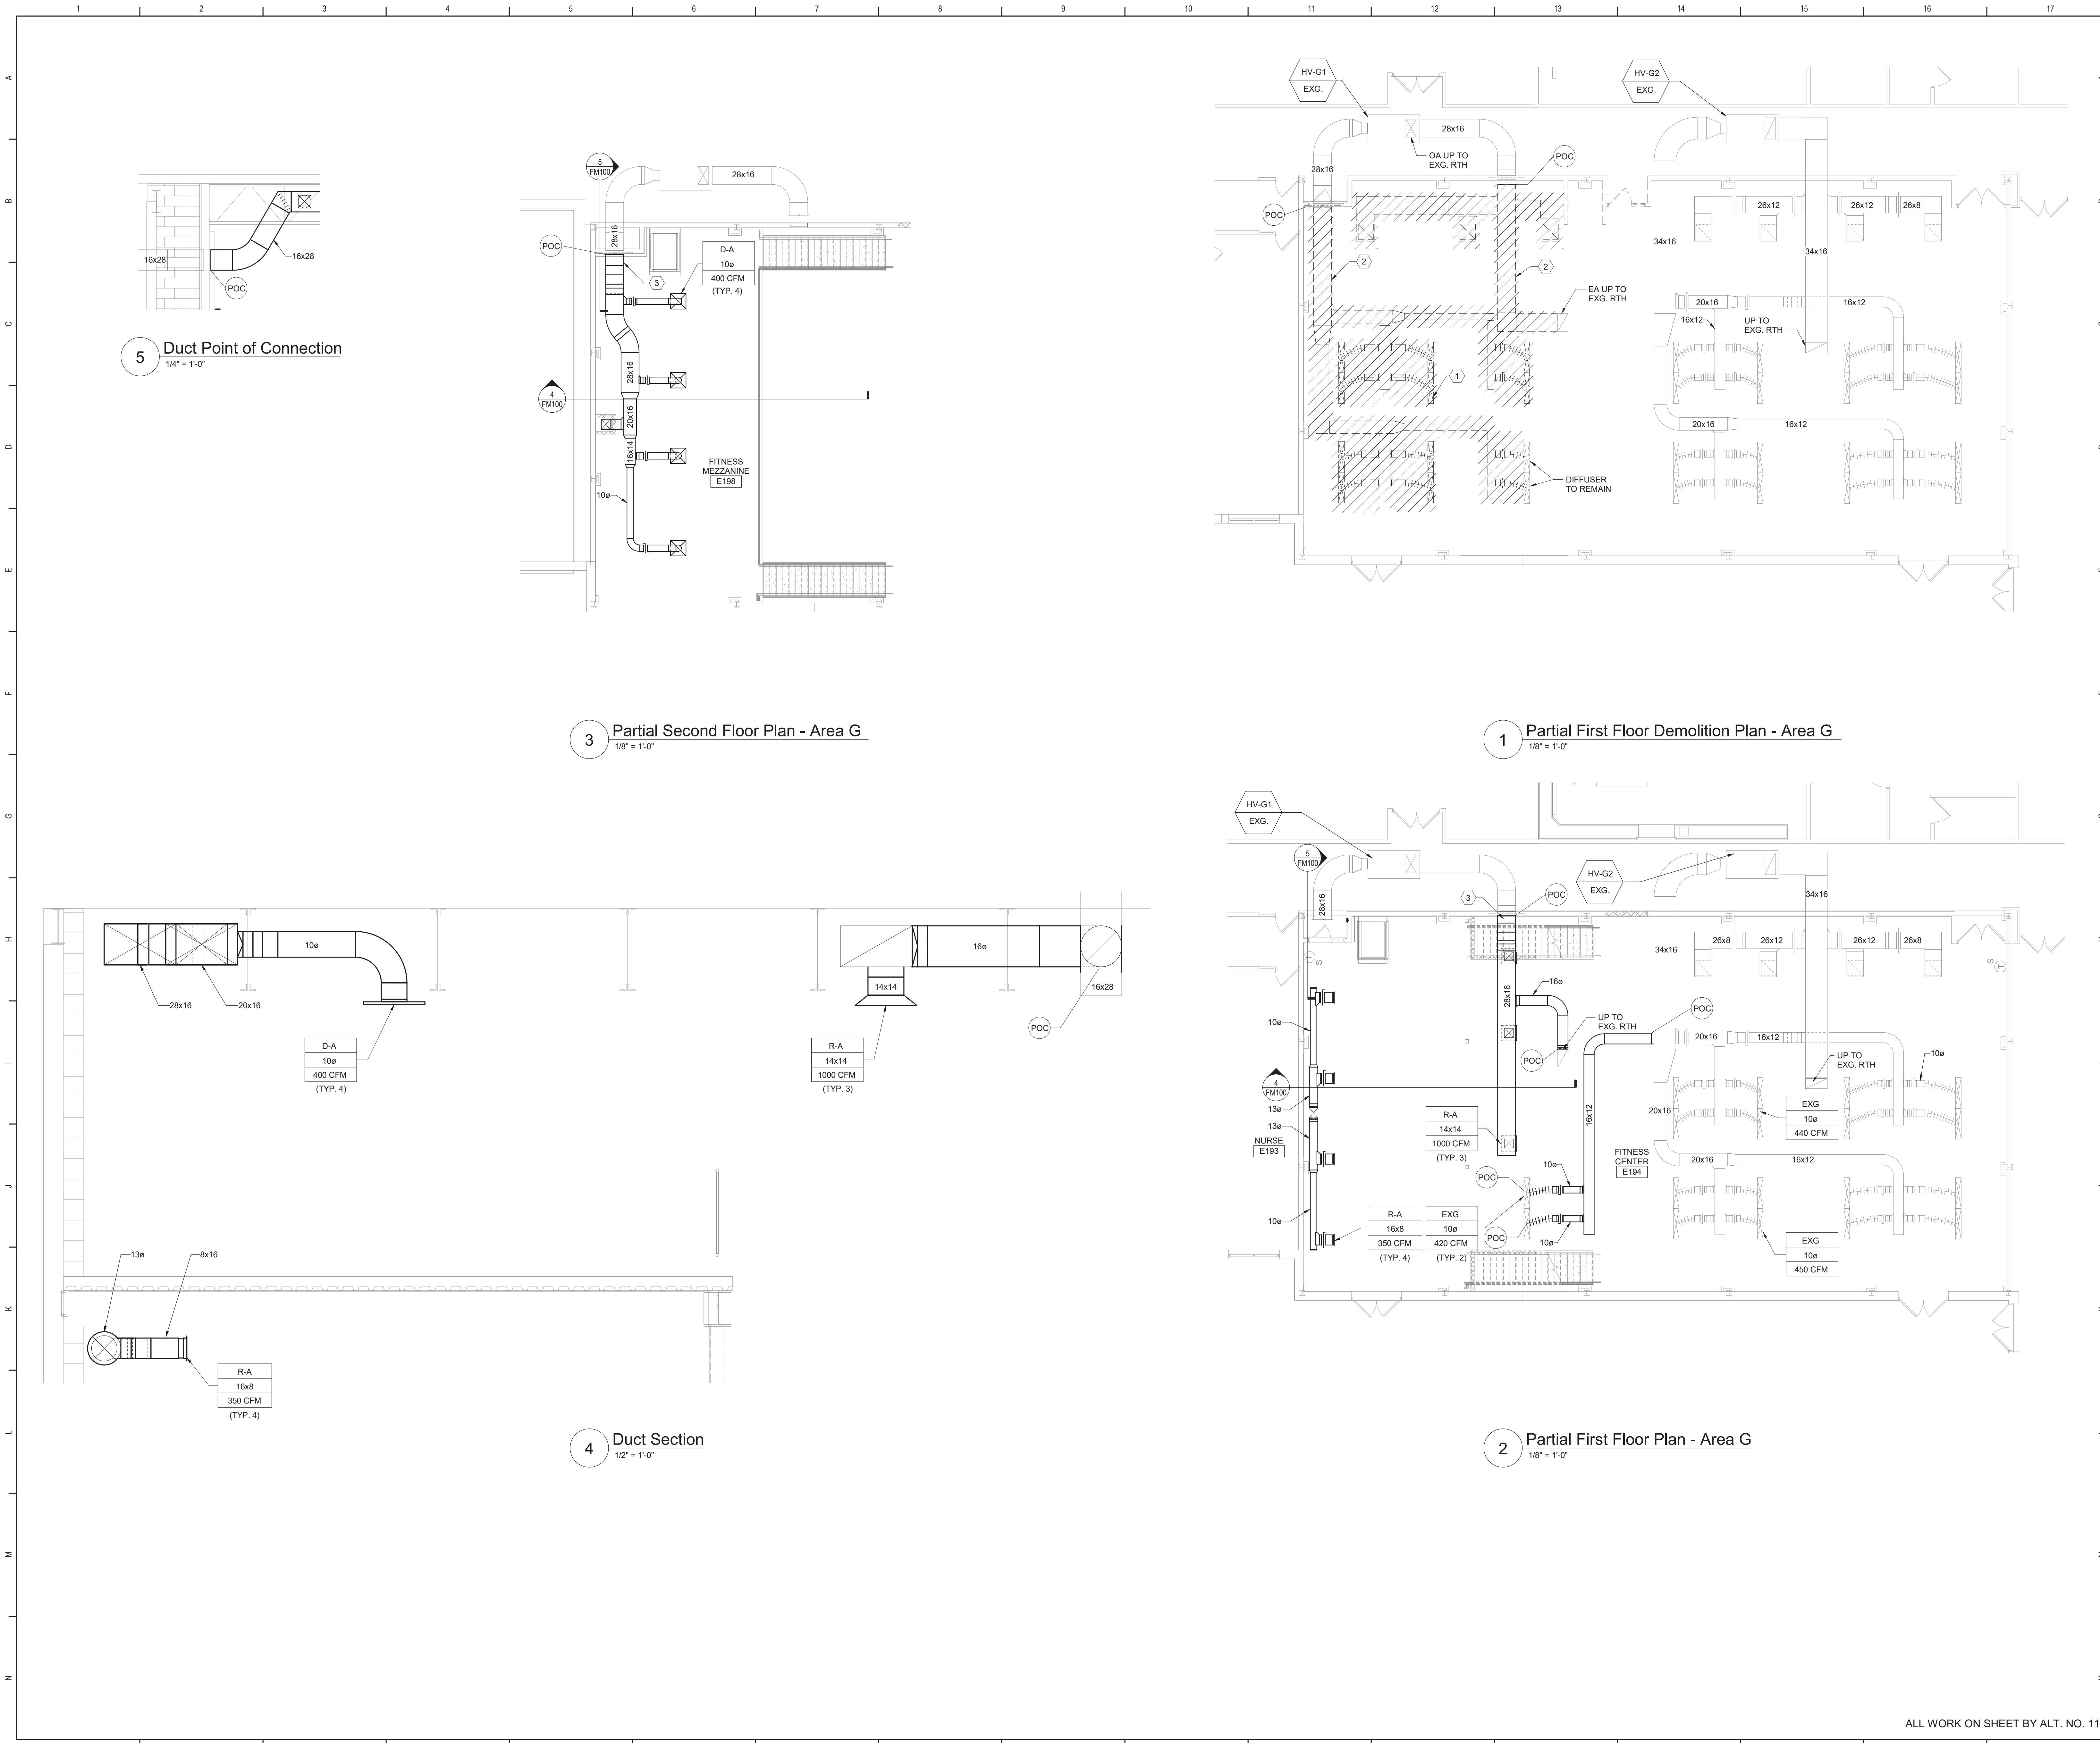 1 2 3 4 5 6 7 8 9 10 11 12 13 14 15 16 17
A
B
C
D
E
F
G
H
I
J
K
L
M
N
16x28
16x28
POC
5
Duct Point of Connection
1/4" = 1'-0"
5
FM100
28x16
POC
28x16
D-A
10ø
400 CFM
(TYP. 4)
3
28x16
4
FM100
20x16
16x14
FITNESS
MEZZANINE
E198
10ø
3
Partial Second Floor Plan - Area G
1/8" = 1'-0"
HV-G1
EXG.
HV-G2
EXG.
28x16
OA UP TO
EXG. RTH
POC
28x16
POC
26x12
26x12
26x8
34x16
34x16
2
2
EA UP TO
EXG. RTH
20x16
16x12
16x12
UP TO
EXG. RTH
1
20x16
16x12
DIFFUSER
TO REMAIN
1
Partial First Floor Demolition Plan - Area G
1/8" = 1'-0"
28x16
20x16
10ø
D-A
10ø
400 CFM
(TYP. 4)
16ø
14x14
16x28
POC
R-A
14x14
1000 CFM
(TYP. 3)
13ø
8x16
R-A
16x8
350 CFM
(TYP. 4)
4
Duct Section
1/2" = 1'-0"
HV-G1
EXG.
5
FM100
HV-G2
EXG.
28x16
3
POC
34x16
34x16
26x8
26x12
26x12
26x8
S
T
S
T
28x16
16ø
10ø
UP TO
EXG. RTH
POC
POC
20x16
16x12
UP TO
EXG. RTH
10ø
4
FM100
13ø
13ø
NURSE
E193
R-A
14x14
1000 CFM
(TYP. 3)
16x12
20x16
EXG
10ø
440 CFM
FITNESS
CENTER
E194
20x16
16x12
POC
10ø
10ø
R-A
16x8
350 CFM
(TYP. 4)
EXG
10ø
420 CFM
(TYP. 2)
POC
10ø
EXG
10ø
450 CFM
2
Partial First Floor Plan - Area G
1/8" = 1'-0"
ALL WORK ON SHEET BY ALT. NO. 11